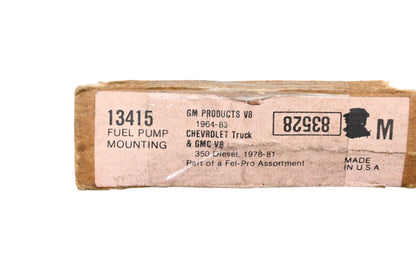 13415
FUEL PUMP
MOUNTING
GM PRODUCTS V8
1964-83
CHEVROLET Truck
& GMC V8
350 Diesel, 1978-81
Part of a Fel-Pro Assortment
83528
M
MADE
IN U.S.A